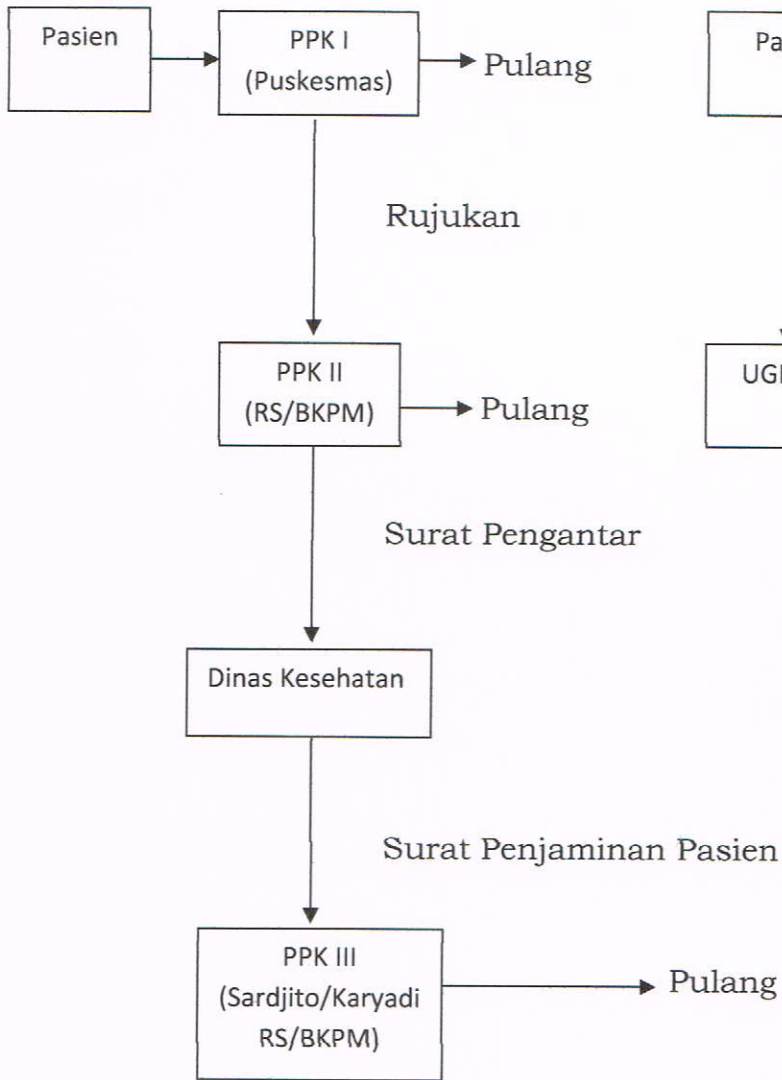 Pasien
PPK I
(Puskesmas)
Pulang
Rujukan
PPK II
(RS/BKPM)
Pulang
Surat Pengantar
Dinas Kesehatan
Surat Penjaminan Pasien
PPK III
(Sardjito/Karyadi
RS/BKPM)
Pulang